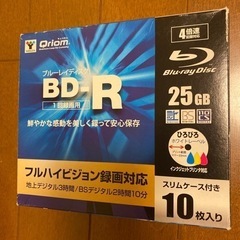 Qriom
4倍速
ブルーレイディスク
BD-R
1回録画用
Blu-ray Disc
25GB
鮮やかな感動を美しく録って安心保存
ひろびろ
ホワイトレーベル
インクジェットプリンタ対応
フルハイビジョン録画対応
地上デジタル3時間/BSデジタル2時間10分
スリムケース付き
10枚入り